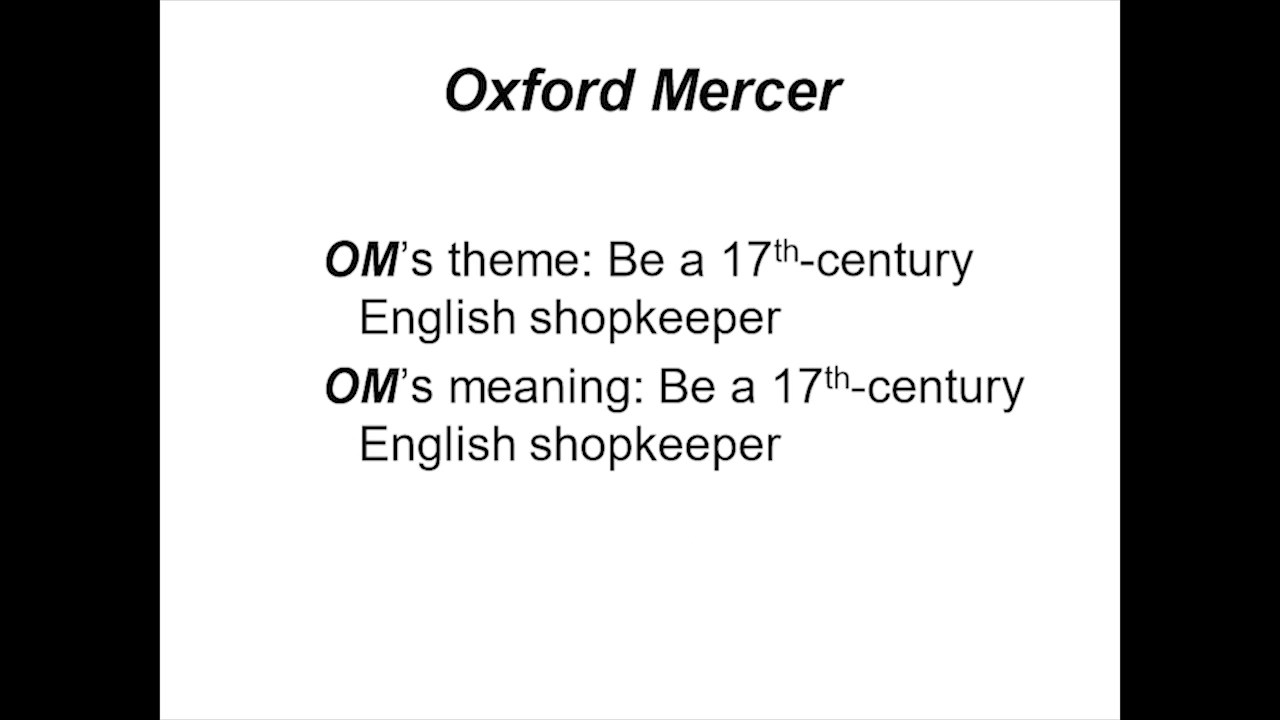 Oxford Mercer
OM’s theme: Be a 17th-century
English shopkeeper
OM’s meaning: Be a 17th-century
English shopkeeper